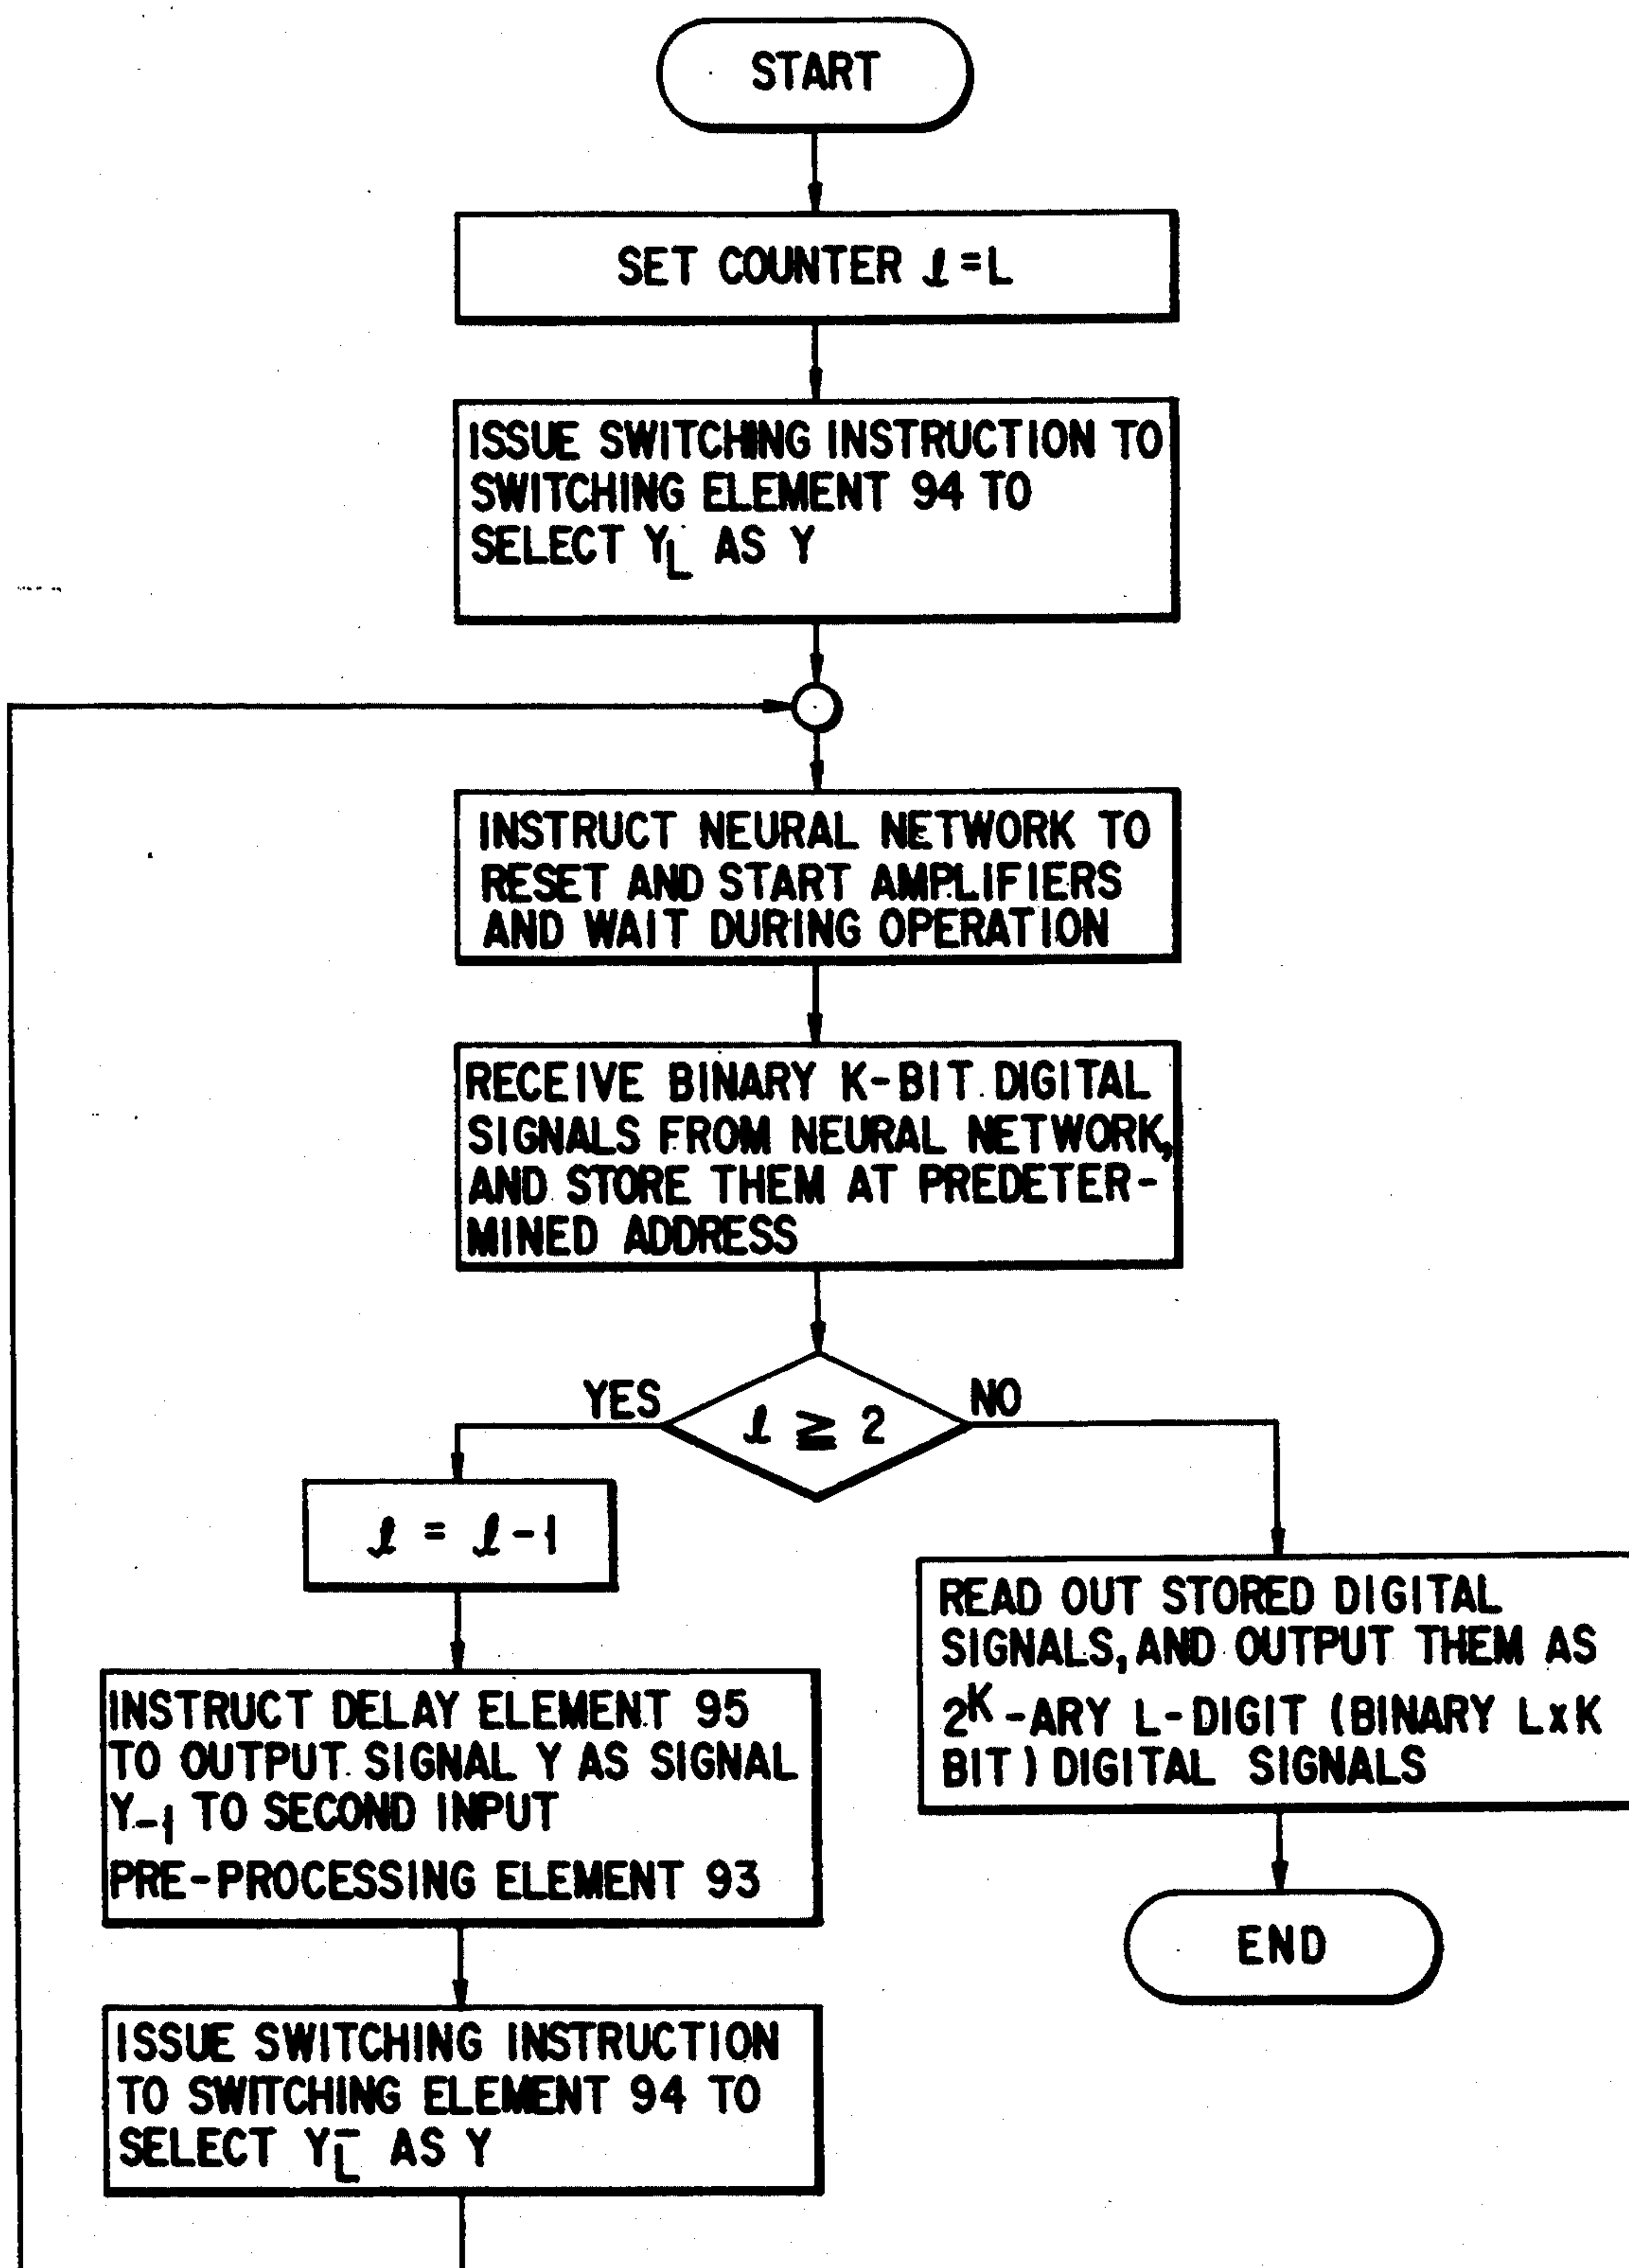 START
SET COUNTER ℓ = L
ISSUE SWITCHING INSTRUCTION TO
SWITCHING ELEMENT 94 TO
SELECT Y_L AS Y
INSTRUCT NEURAL NETWORK TO
RESET AND START AMPLIFIERS
AND WAIT DURING OPERATION
RECEIVE BINARY K-BIT DIGITAL
SIGNALS FROM NEURAL NETWORK,
AND STORE THEM AT PREDETER-
MINED ADDRESS
YES
ℓ ≧ 2
NO
ℓ = ℓ-1
INSTRUCT DELAY ELEMENT 95
TO OUTPUT SIGNAL Y AS SIGNAL
Y₋₁ TO SECOND INPUT
PRE-PROCESSING ELEMENT 93
ISSUE SWITCHING INSTRUCTION
TO SWITCHING ELEMENT 94 TO
SELECT Y_L̄ AS Y
READ OUT STORED DIGITAL
SIGNALS, AND OUTPUT THEM AS
2ᴷ-ARY L-DIGIT (BINARY L×K
BIT) DIGITAL SIGNALS
END